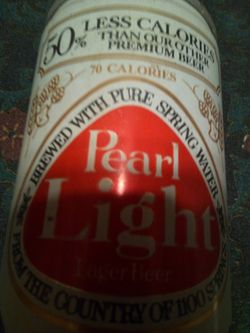 50% LESS CALORIES
THAN OUR OTHER
PREMIUM BEER
70 CALORIES
BREWED WITH PURE SPRING WATER
Pearl
Light
Lager Beer
FROM THE COUNTRY OF 1100 SPRINGS